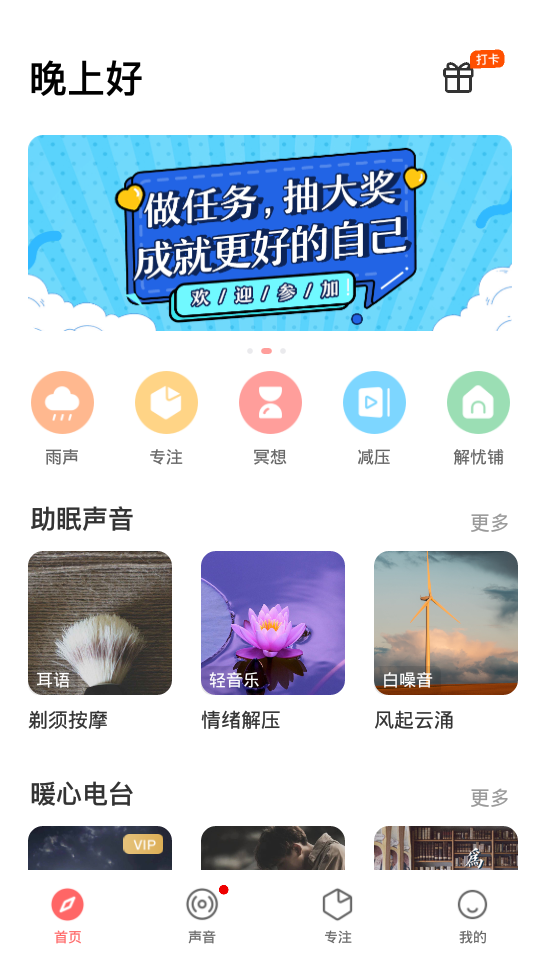 晚上好
打卡
做任务,抽大奖
成就更好的自己
欢/迎/参/加
雨声
专注
冥想
减压
解忧铺
助眠声音
更多
耳语
轻音乐
白噪音
剃须按摩
情绪解压
风起云涌
暖心电台
更多
VIP
為
首页
声音
专注
我的